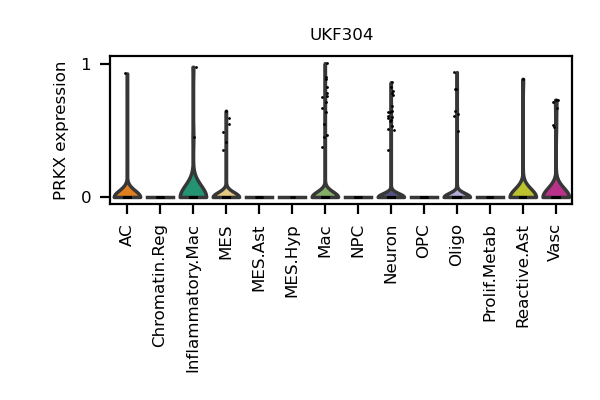 UKF304
PRKX expression
1
0
AC
Chromatin.Reg
Inflammatory.Mac
MES
MES.Ast
MES.Hyp
Mac
NPC
Neuron
OPC
Oligo
Prolif.Metab
Reactive.Ast
Vasc